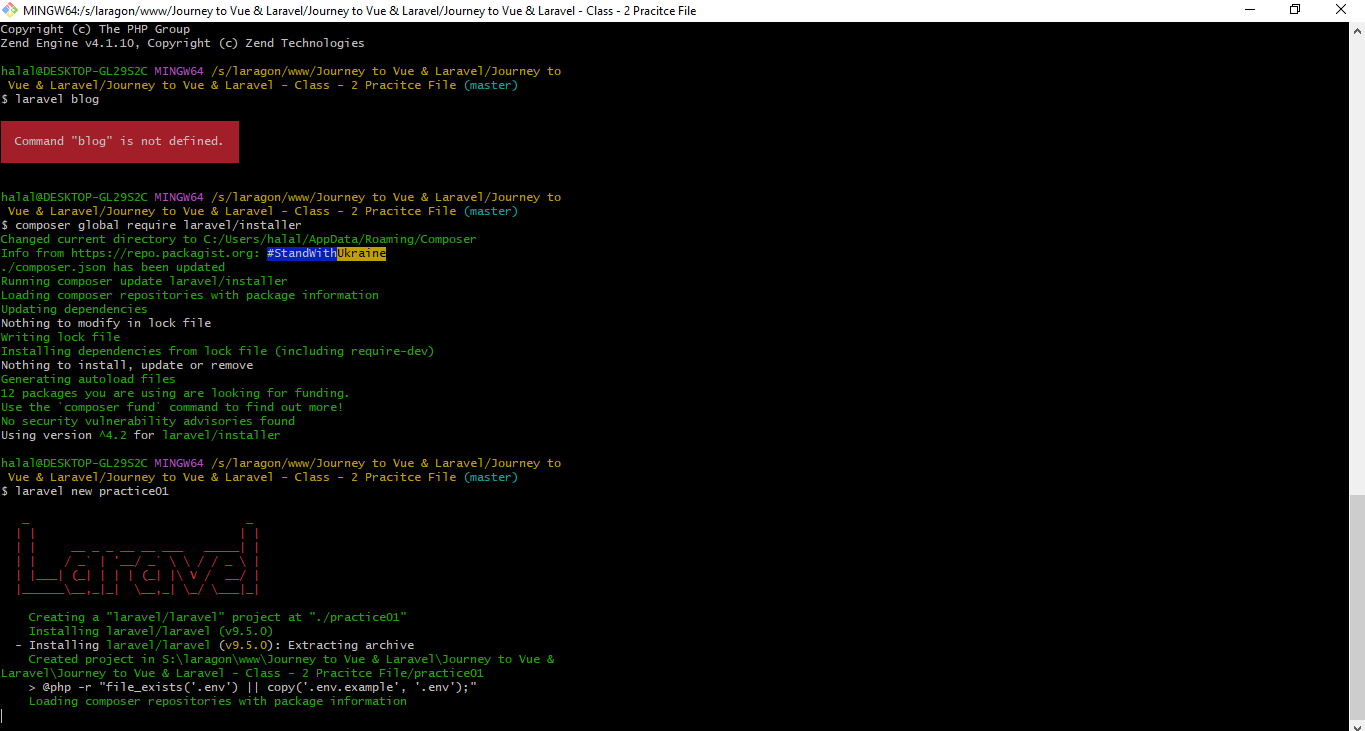 MINGW64:/s/laragon/www/Journey to Vue & Laravel/Journey to Vue & Laravel/Journey to Vue & Laravel - Class - 2 Pracitce File
Copyright (c) The PHP Group
Zend Engine v4.1.10, Copyright (c) Zend Technologies
halal@DESKTOP-GL29S2C MINGW64 /s/laragon/www/Journey to Vue & Laravel/Journey to
Vue & Laravel/Journey to Vue & Laravel - Class - 2 Pracitce File (master)
$ laravel blog
Command "blog" is not defined.
halal@DESKTOP-GL29S2C MINGW64 /s/laragon/www/Journey to Vue & Laravel/Journey to
Vue & Laravel/Journey to Vue & Laravel - Class - 2 Pracitce File (master)
$ composer global require laravel/installer
Changed current directory to C:/Users/halal/AppData/Roaming/Composer
Info from https://repo.packagist.org: #StandWithUkraine
./composer.json has been updated
Running composer update laravel/installer
Loading composer repositories with package information
Updating dependencies
Nothing to modify in lock file
Writing lock file
Installing dependencies from lock file (including require-dev)
Nothing to install, update or remove
Generating autoload files
12 packages you are using are looking for funding.
Use the `composer fund` command to find out more!
No security vulnerability advisories found
Using version ^4.2 for laravel/installer
halal@DESKTOP-GL29S2C MINGW64 /s/laragon/www/Journey to Vue & Laravel/Journey to
Vue & Laravel/Journey to Vue & Laravel - Class - 2 Pracitce File (master)
$ laravel new practice01
Laravel
Creating a "laravel/laravel" project at "./practice01"
Installing laravel/laravel (v9.5.0)
- Installing laravel/laravel (v9.5.0): Extracting archive
Created project in S:\laragon\www\Journey to Vue & Laravel\Journey to Vue &
Laravel\Journey to Vue & Laravel - Class - 2 Pracitce File/practice01
> @php -r "file_exists('.env') || copy('.env.example', '.env');"
Loading composer repositories with package information